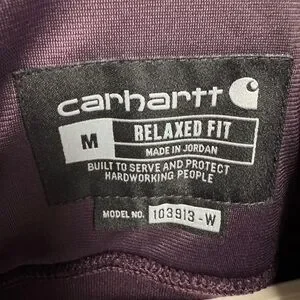 carhartt
M RELAXED FIT
MADE IN JORDAN
BUILT TO SERVE AND PROTECT
HARDWORKING PEOPLE
MODEL NO. 103913-W